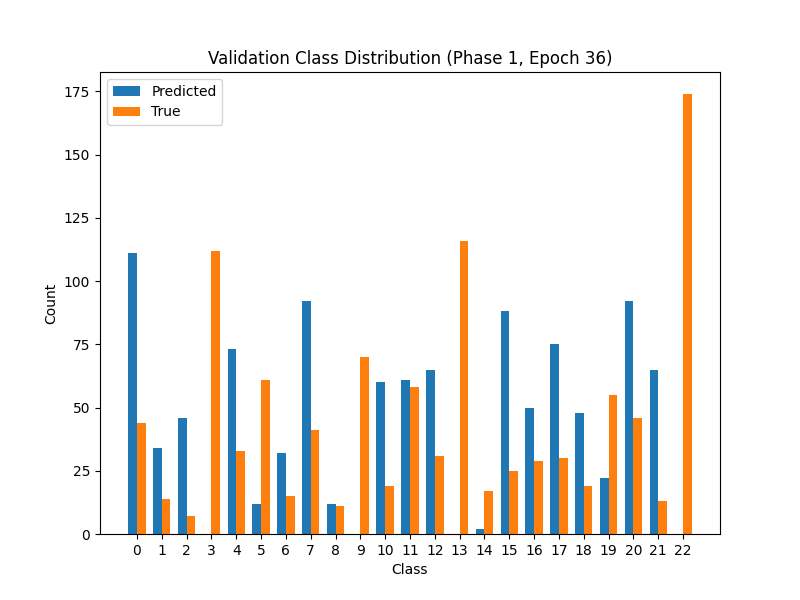 Validation Class Distribution (Phase 1, Epoch 36)
Predicted
True
175
150
125
100
75
50
25
0
Count
0 1 2 3 4 5 6 7 8 9 10 11 12 13 14 15 16 17 18 19 20 21 22
Class